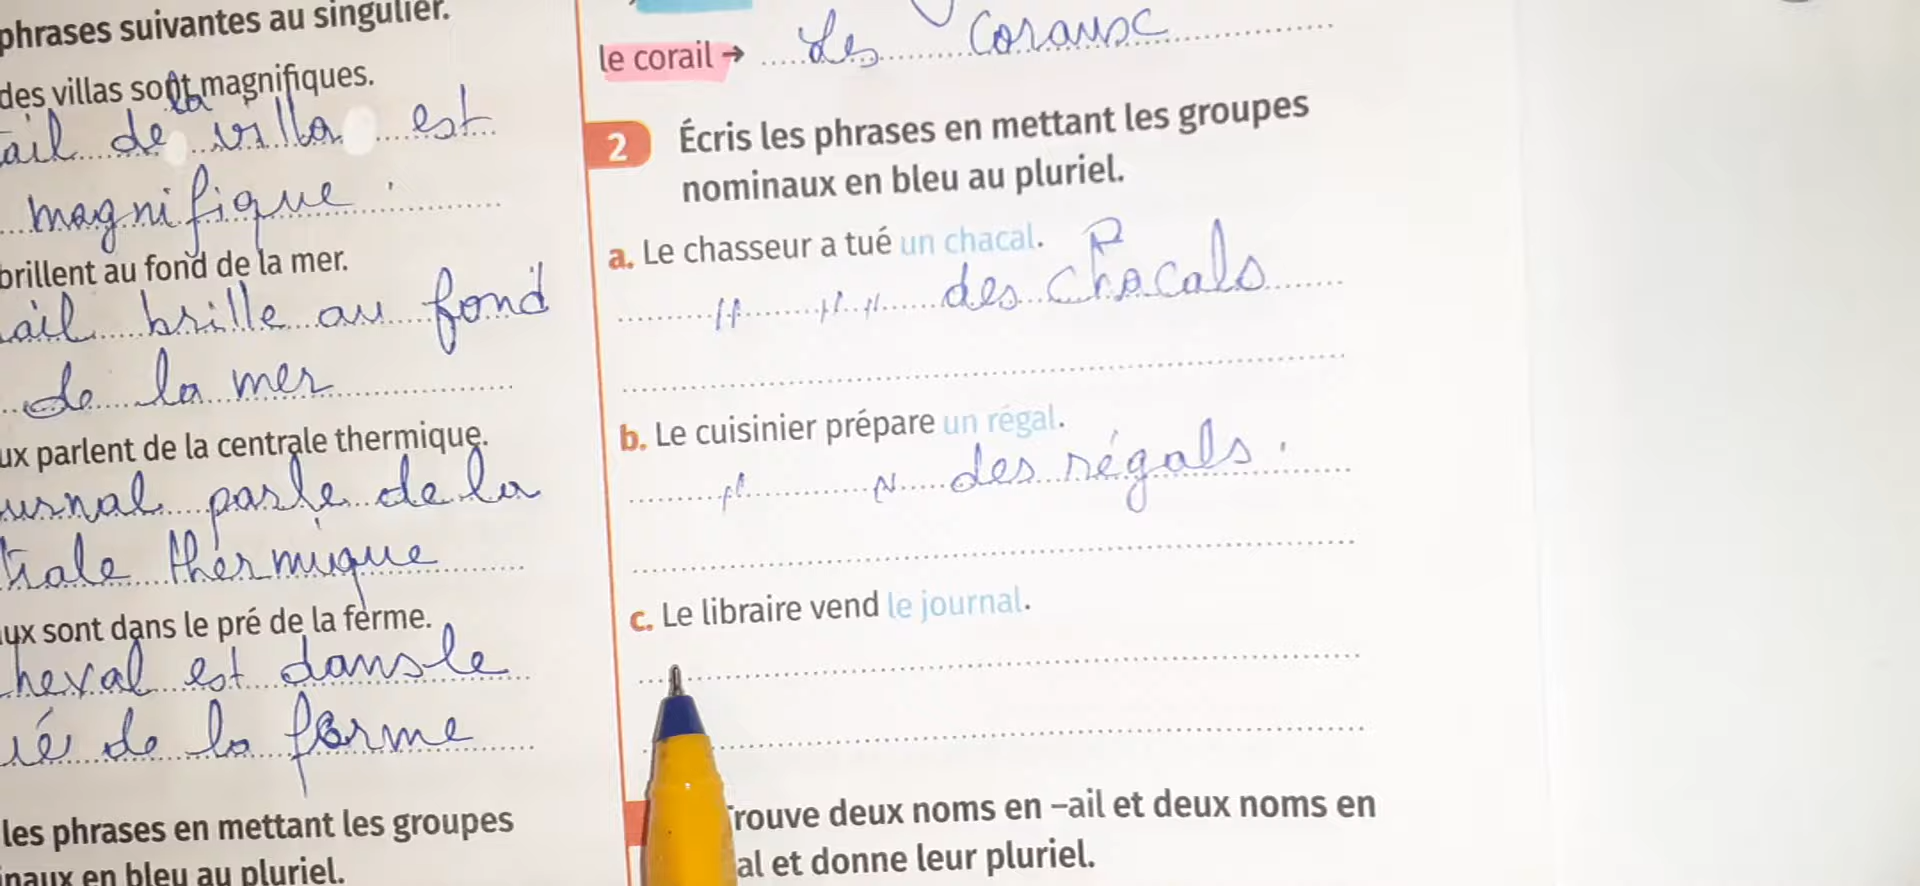 phrases suivantes au singulier.
des villas sont magnifiques.
ail de la villa est
magnifique.
brillent au fond de la mer.
ail brille au fond
de la mer
ux parlent de la centrale thermique.
urnal parle de la
trale thermique
ux sont dans le pré de la ferme.
heval est dans le
ré de la ferme
les phrases en mettant les groupes
inaux en bleu au pluriel.
le corail → les coraux
2 Écris les phrases en mettant les groupes
nominaux en bleu au pluriel.
a. Le chasseur a tué un chacal.
des chacals
b. Le cuisinier prépare un régal.
des régals.
c. Le libraire vend le journal.
rouve deux noms en –ail et deux noms en
al et donne leur pluriel.